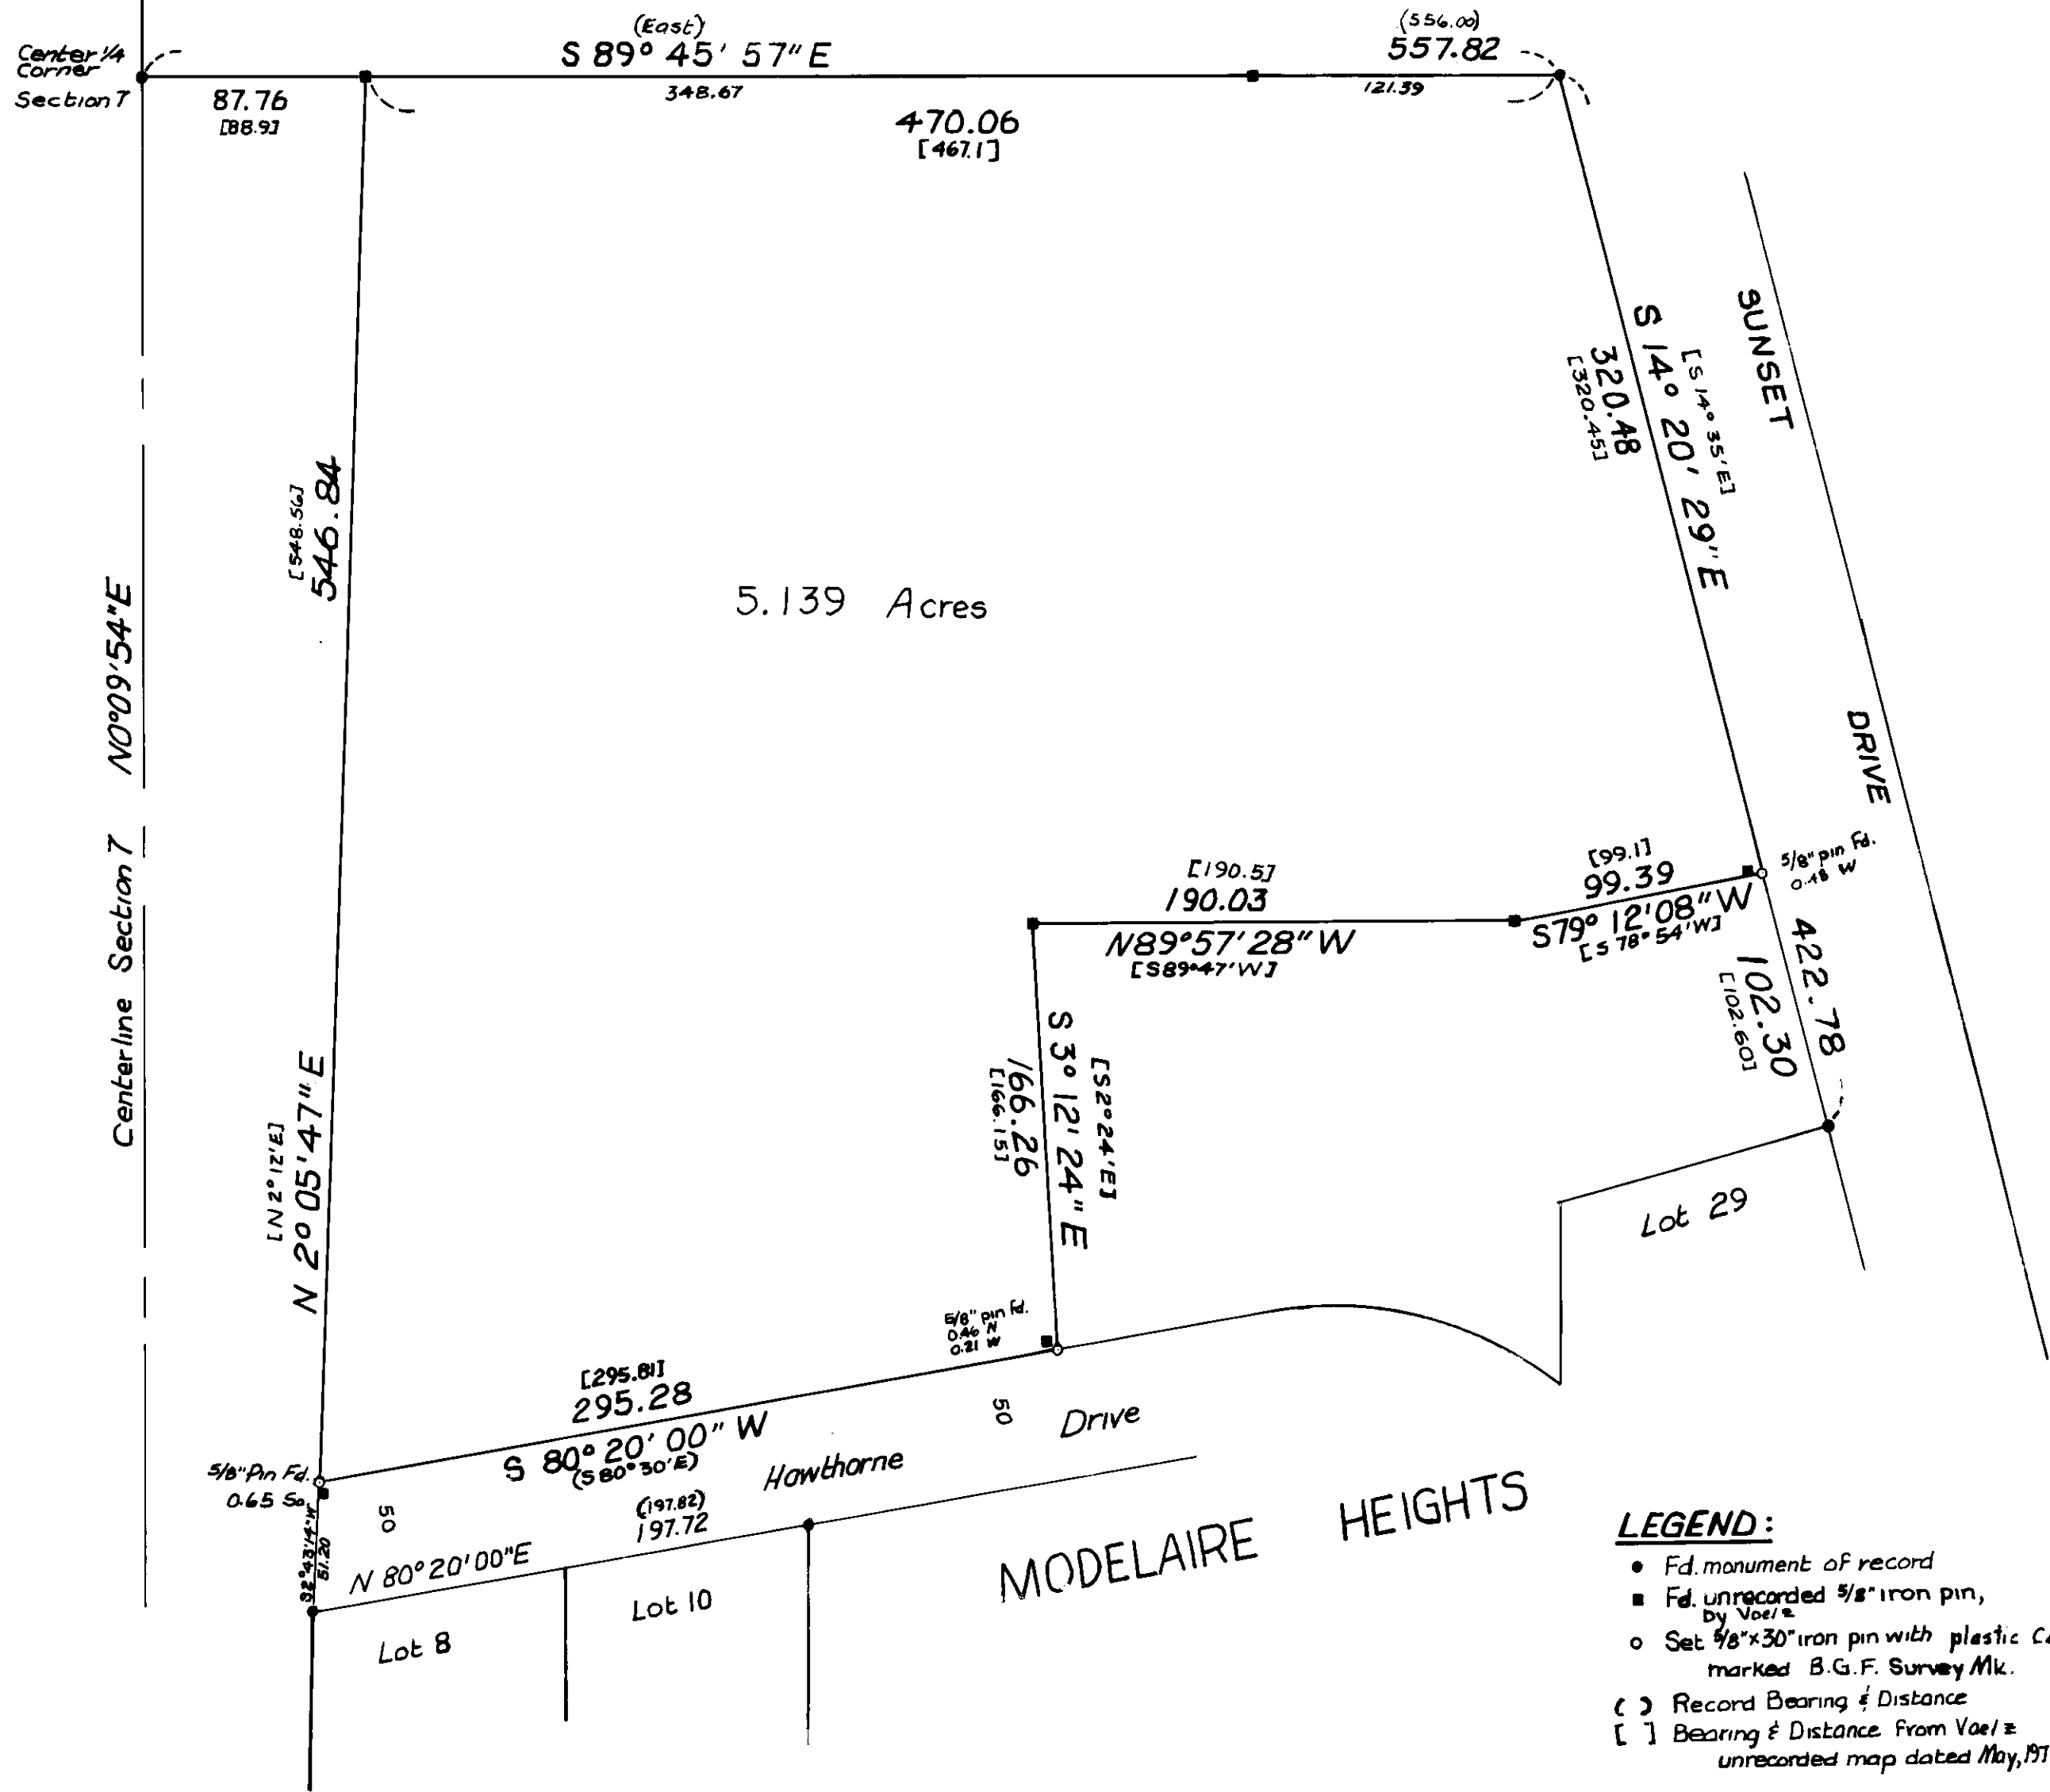 (East)
S 89° 45' 57" E
(556.00)
557.82
Center 1/4
Corner
Section 7
87.76
[88.9]
348.67
121.39
470.06
[467.1]
SUNSET
DRIVE
[S 14° 35' E]
S 14° 20' 29" E
320.48
[320.45]
[548.56]
546.84
5.139 Acres
N0°09'54"E
Centerline Section 7
[N 2° 12' E]
N 2° 05' 47" E
[190.5]
190.03
N89°57'28"W
[S89°47'W]
[99.1]
99.39
S79° 12'08"W
[S 78° 54'W]
5/8" pin Fd.
0.48 W
422.78
102.30
[102.60]
[S2°24'E]
S 3° 12' 24" E
166.26
[166.15]
Lot 29
5/8" pin Fd.
0.46 N
0.21 W
[295.81]
295.28
S 80° 20' 00" W
(S 80° 30' E)
50
Hawthorne Drive
5/8" Pin Fd.
0.65 So.
S2°43'14"W
51.20
50
(197.82)
197.72
N 80° 20' 00"E
Lot 8
Lot 10
MODELAIRE HEIGHTS
LEGEND:
Fd. monument of record
Fd. unrecorded 5/8" iron pin,
by Voelz
Set 5/8"x30" iron pin with plastic
marked B.G.F. Survey Mk.
( ) Record Bearing & Distance
[ ] Bearing & Distance from Voelz
unrecorded map dated May,